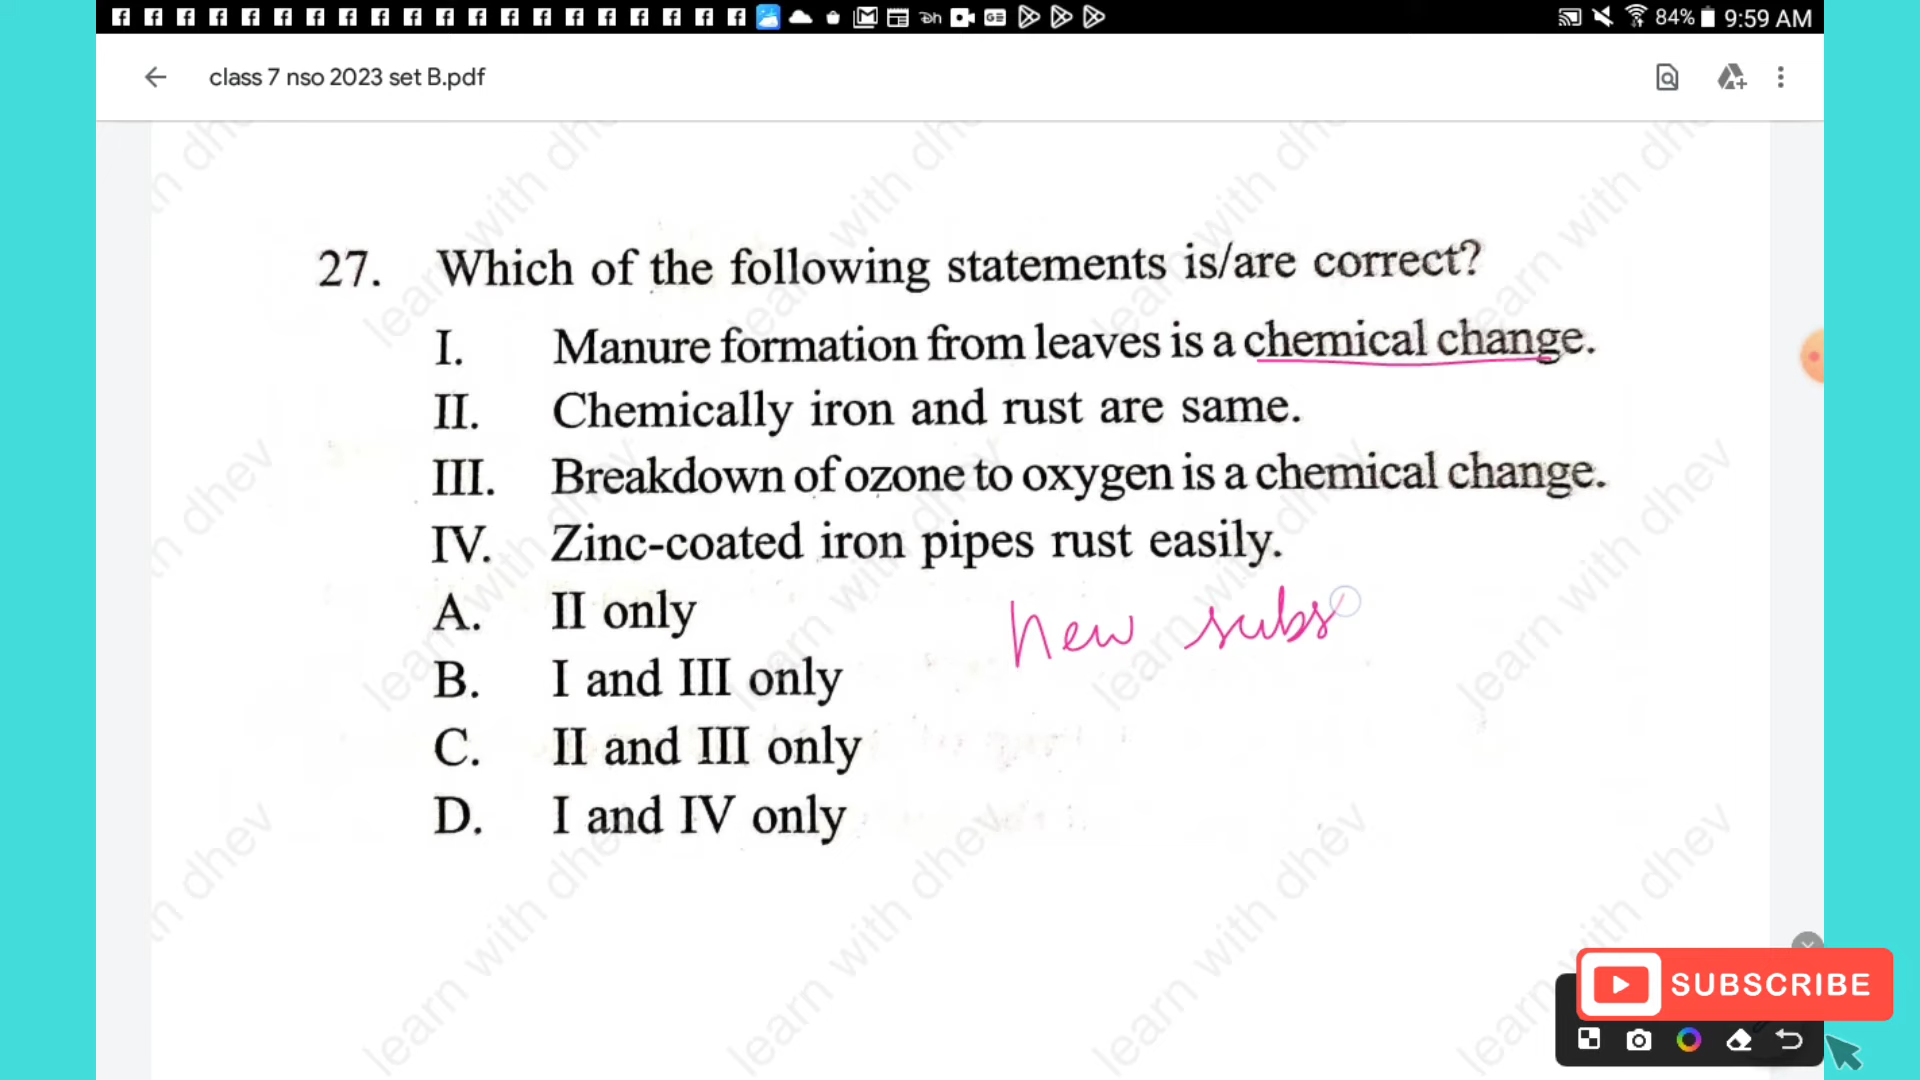 84% 9:59 AM
class 7 nso 2023 set B.pdf
27. Which of the following statements is/are correct?
I. Manure formation from leaves is a chemical change.
II. Chemically iron and rust are same.
III. Breakdown of ozone to oxygen is a chemical change.
IV. Zinc-coated iron pipes rust easily.
A. II only
new subs
B. I and III only
C. II and III only
D. I and IV only
learn with dhev
SUBSCRIBE